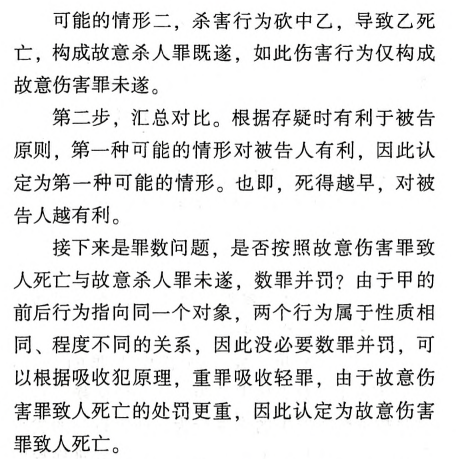 可能的情形二，杀害行为砍中乙，导致乙死
亡，构成故意杀人罪既遂，如此伤害行为仅构成
故意伤害罪未遂。
第二步，汇总对比。根据存疑时有利于被告
原则，第一种可能的情形对被告人有利，因此认
定为第一种可能的情形。也即，死得越早，对被
告人越有利。
接下来是罪数问题，是否按照故意伤害罪致
人死亡与故意杀人罪未遂，数罪并罚？由于甲的
前后行为指向同一个对象，两个行为属于性质相
同、程度不同的关系，因此没必要数罪并罚，可
以根据吸收犯原理，重罪吸收轻罪，由于故意伤
害罪致人死亡的处罚更重，因此认定为故意伤害
罪致人死亡。